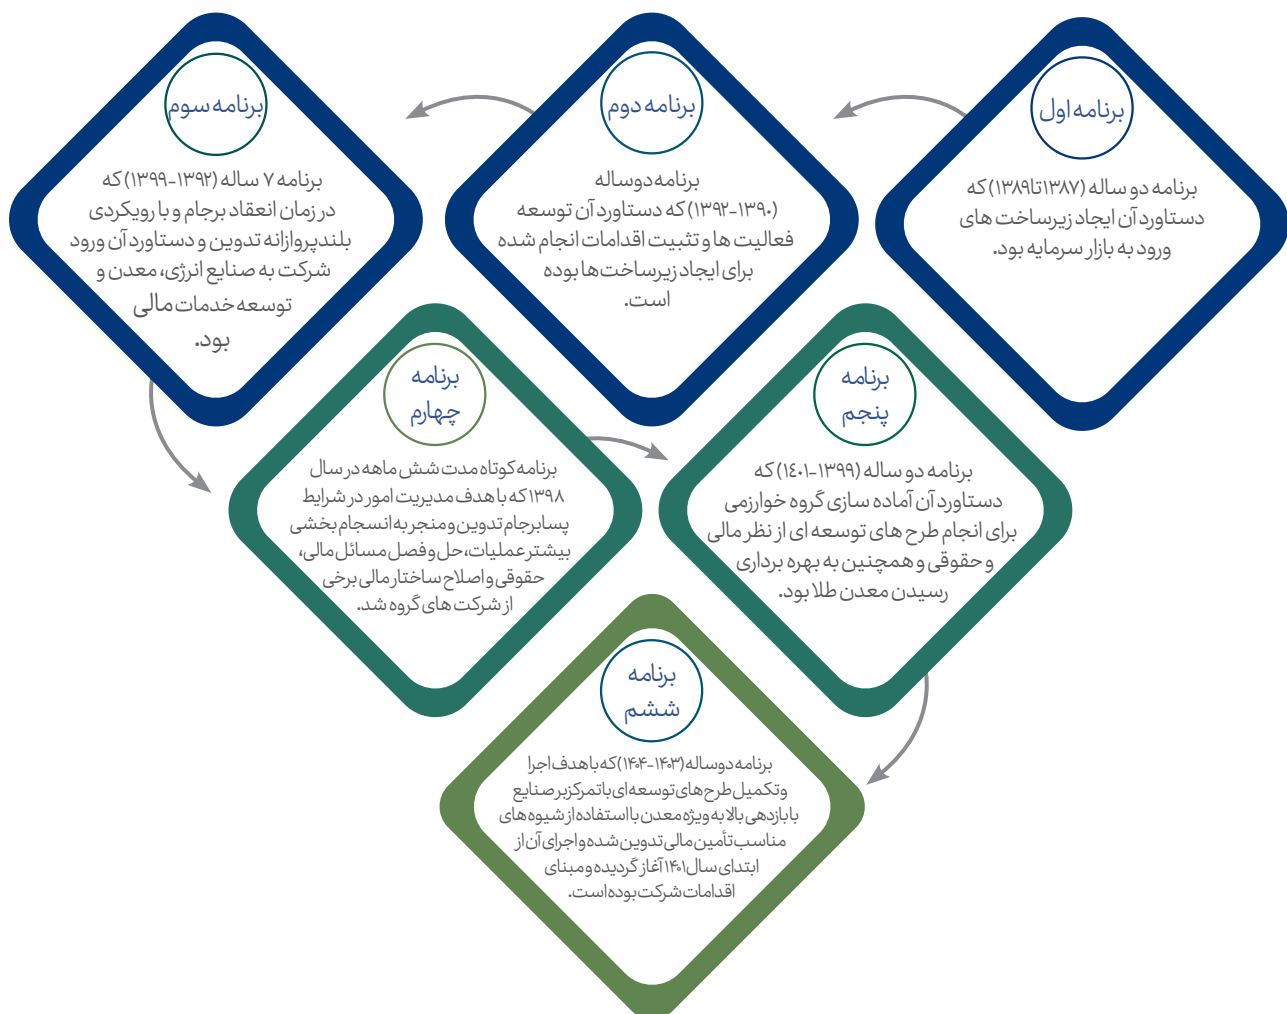 برنامه اول
برنامه دو ساله (۱۳۸۷تا۱۳۸۹) که
دستاورد آن ایجاد زیرساخت های
ورود به بازار سرمایه بود.
برنامه دوم
برنامه دوساله
(۱۳۹۰-۱۳۹۲) که دستاورد آن توسعه
فعالیت ها و تثبیت اقدامات انجام شده
برای ایجاد زیرساخت‌ها بوده
است.
برنامه سوم
برنامه ۷ ساله (۱۳۹۲-۱۳۹۹) که
در زمان انعقاد برجام و با رویکردی
بلندپروازانه تدوین و دستاورد آن ورود
شرکت به صنایع انرژی، معدن و
توسعه خدمات مالی
بود.
برنامه
چهارم
برنامه کوتاه مدت شش ماهه در سال
۱۳۹۸ که با هدف مدیریت امور در شرایط
پسابرجام تدوین و منجر به انسجام بخشی
بیشتر عملیات، حل و فصل مسائل مالی،
حقوقی و اصلاح ساختار مالی برخی
از شرکت های گروه شد.
برنامه
پنجم
برنامه دو ساله (۱۳۹۹-۱٤۰۱) که
دستاورد آن آماده سازی گروه خوارزمی
برای انجام طرح های توسعه ای از نظر مالی
و حقوقی و همچنین به بهره برداری
رسیدن معدن طلا بود.
برنامه
ششم
برنامه دوساله (۱۴۰۳-۱۴۰۴) که با هدف اجرا
و تکمیل طرح های توسعه ای با تمرکز بر صنایع
با بازدهی بالا به ویژه معدن با استفاده از شیوه های
مناسب تأمین مالی تدوین شده و اجرای آن از
ابتدای سال ۱۴۰۱ آغاز گردیده و مبنای
اقدامات شرکت بوده است.